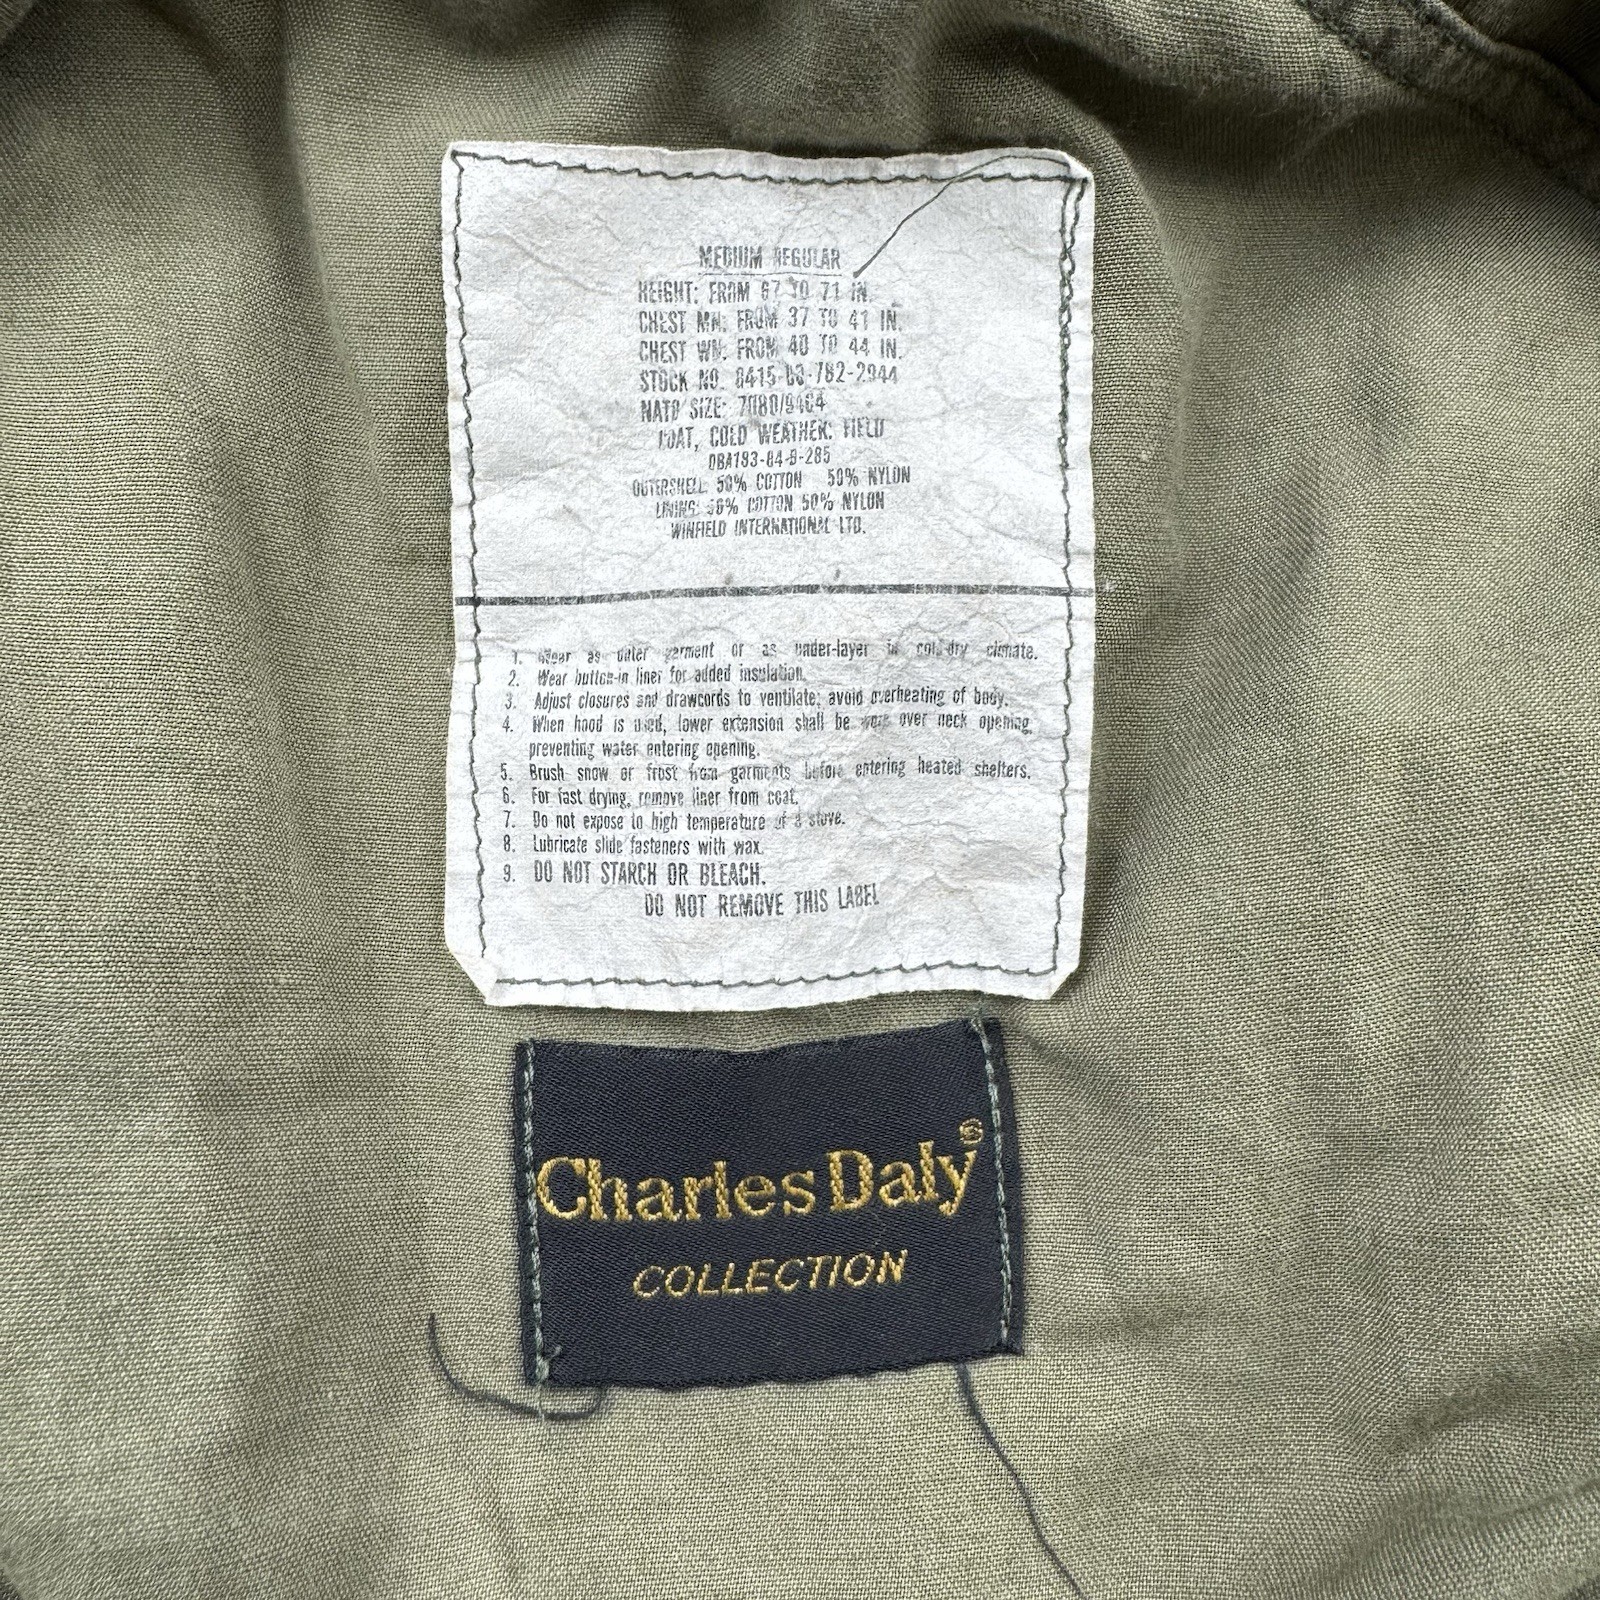 MEDIUM REGULAR
HEIGHT: FROM 67 TO 71 IN.
CHEST MN: FROM 37 TO 41 IN.
CHEST WN: FROM 40 TO 44 IN.
STOCK NO. 8415-00-782-2944
NATO SIZE: 7080/9404
COAT, COLD WEATHER: FIELD
OUTERSHELL 50% COTTON 50% NYLON
LINING: 50% COTTON 50% NYLON
WINFIELD INTERNATIONAL LTD.
1. Wear as outer garment or as under-layer in cold dry climate.
2. Wear button-in liner for added insulation.
3. Adjust closures and drawcords to ventilate; avoid overheating of body.
4. When hood is used, lower extension shall be worn over neck opening,
preventing water entering opening.
5. Brush snow or frost from garments before entering heated shelters.
6. For fast drying, remove liner from coat.
7. Do not expose to high temperature of a stove.
8. Lubricate slide fasteners with wax.
9. DO NOT STARCH OR BLEACH.
DO NOT REMOVE THIS LABEL
Charles Daly®
COLLECTION